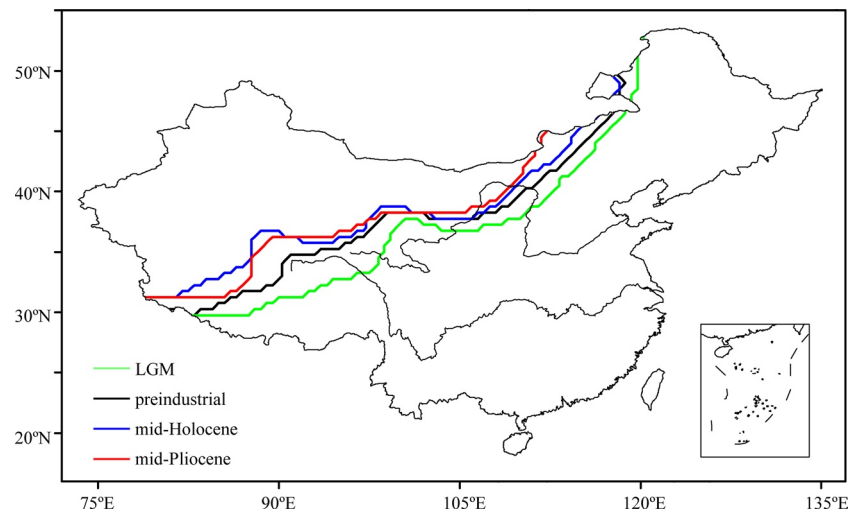 50ºN
40ºN
30ºN
20ºN
LGM
preindustrial
mid-Holocene
mid-Pliocene
75ºE 90ºE 105ºE 120ºE 135ºE